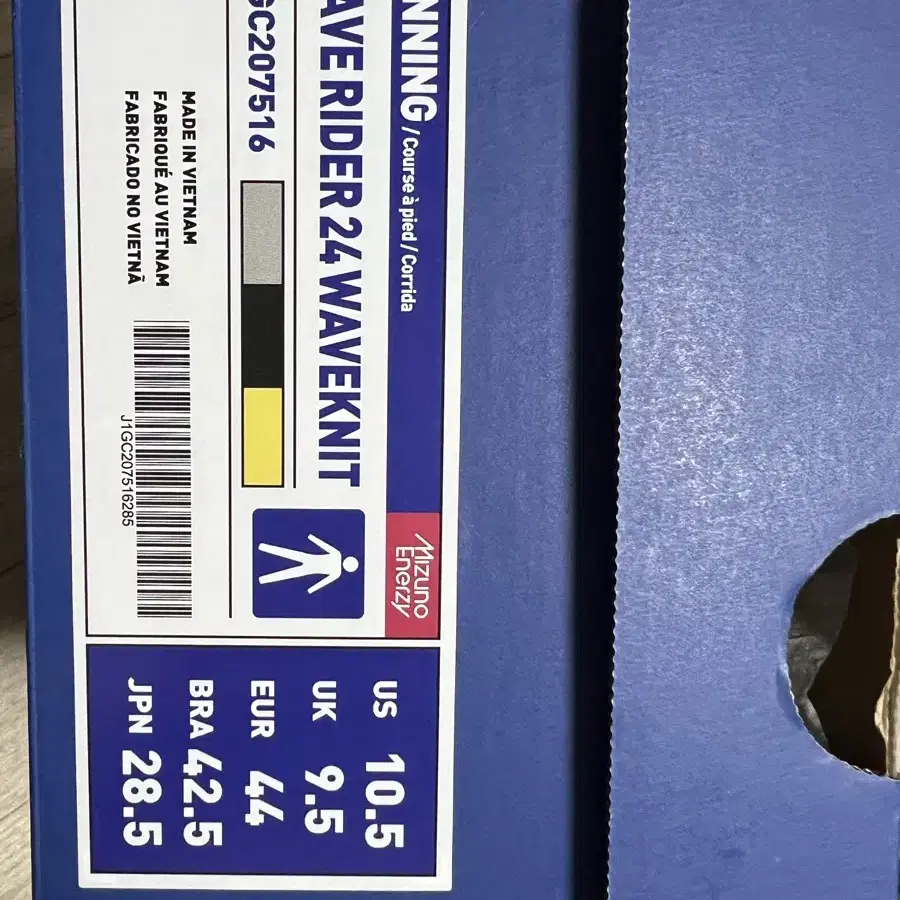 NNING / Course à pied / Corrida
AVE RIDER 24 WAVEKNIT
GC207516
MADE IN VIETNAM
FABRIQUÉ AU VIETNAM
FABRICADO NO VIETNÃ
J1GC207516285
Mizuno
Enerzy
US 10.5
UK 9.5
EUR 44
BRA 42.5
JPN 28.5